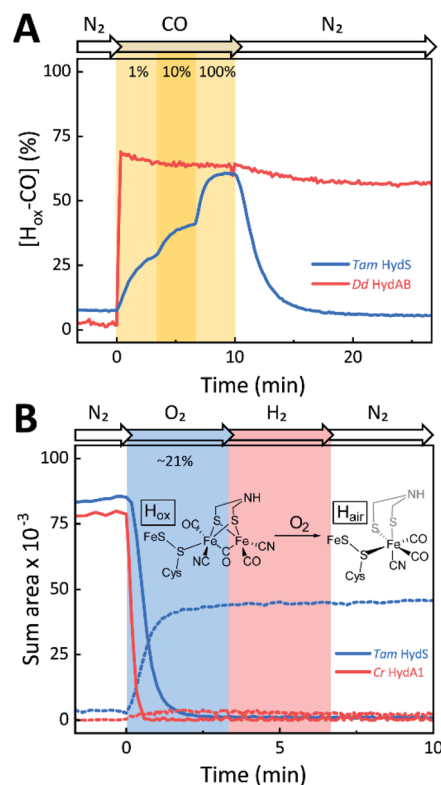 A
N₂ CO N₂
1% 10% 100%
[Hox-CO] (%)
100
75
50
25
0
Tam HydS
Dd HydAB
0 10 20
Time (min)
B
N₂ O₂ H₂ N₂
~21%
Sum area x 10⁻³
100
75
50
25
0
Hox
NH
S S
OC
FeS Fe Fe
S C CN
NC O CO
Cys
O₂
Hair
NH
S S
FeS Fe CO
S CO
CN
Cys
Tam HydS
Cr HydA1
0 5 10
Time (min)